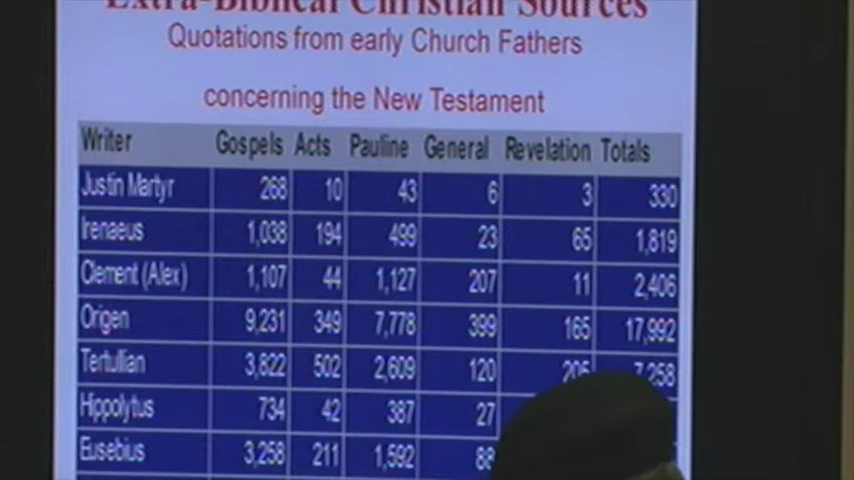 Extra-Biblical Christian Sources
Quotations from early Church Fathers
concerning the New Testament
Writer Gospels Acts Pauline General Revelation Totals
Justin Martyr 268 10 43 6 3 330
Irenaeus 1,038 194 499 23 65 1,819
Clement (Alex) 1,107 44 1,127 207 11 2,406
Origen 9,231 349 7,778 399 165 17,992
Tertullian 3,822 502 2,609 120 205 7,258
Hippolytus 734 42 387 27
Eusebius 3,258 211 1,592 88